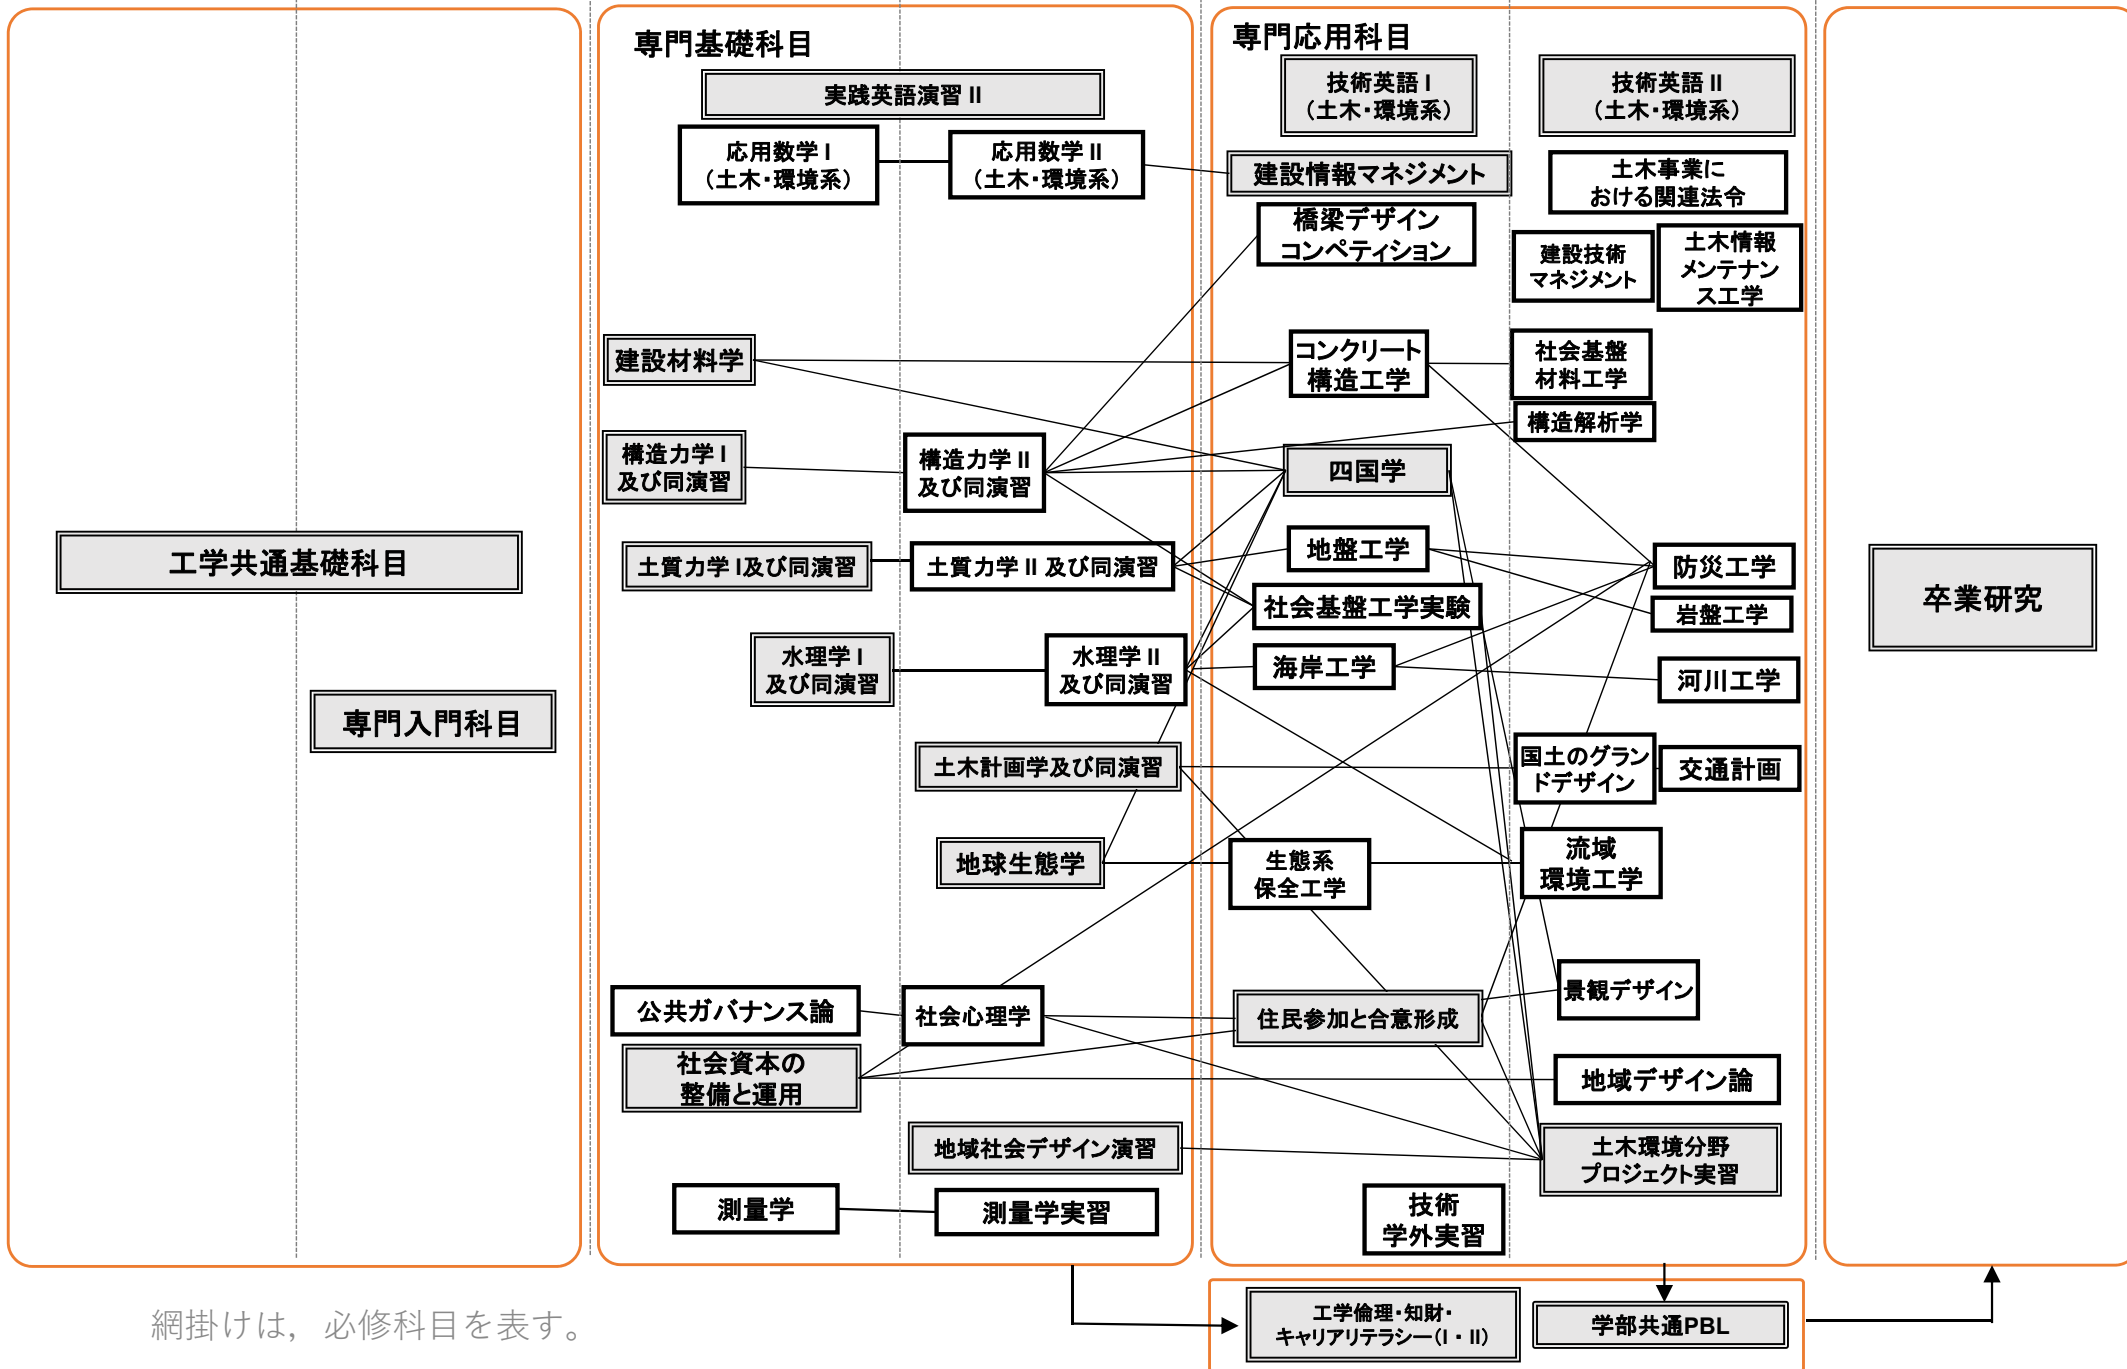 専門基礎科目
専門応用科目
実践英語演習 II
技術英語 I
（土木・環境系）
技術英語 II
（土木・環境系）
応用数学 I
（土木・環境系）
応用数学 II
（土木・環境系）
建設情報マネジメント
土木事業に
おける関連法令
橋梁デザイン
コンペティション
建設技術
マネジメント
土木情報
メンテナン
ス工学
建設材料学
コンクリート
構造工学
社会基盤
材料工学
構造解析学
構造力学 I
及び同演習
構造力学 II
及び同演習
四国学
工学共通基礎科目
土質力学 I及び同演習
土質力学 II 及び同演習
地盤工学
防災工学
卒業研究
社会基盤工学実験
岩盤工学
水理学 I
及び同演習
水理学 II
及び同演習
海岸工学
河川工学
専門入門科目
土木計画学及び同演習
国土のグラン
ドデザイン
交通計画
地球生態学
生態系
保全工学
流域
環境工学
公共ガバナンス論
社会心理学
住民参加と合意形成
景観デザイン
社会資本の
整備と運用
地域デザイン論
地域社会デザイン演習
土木環境分野
プロジェクト実習
測量学
測量学実習
技術
学外実習
網掛けは，必修科目を表す。
工学倫理・知財・
キャリアリテラシー（I・II）
学部共通PBL